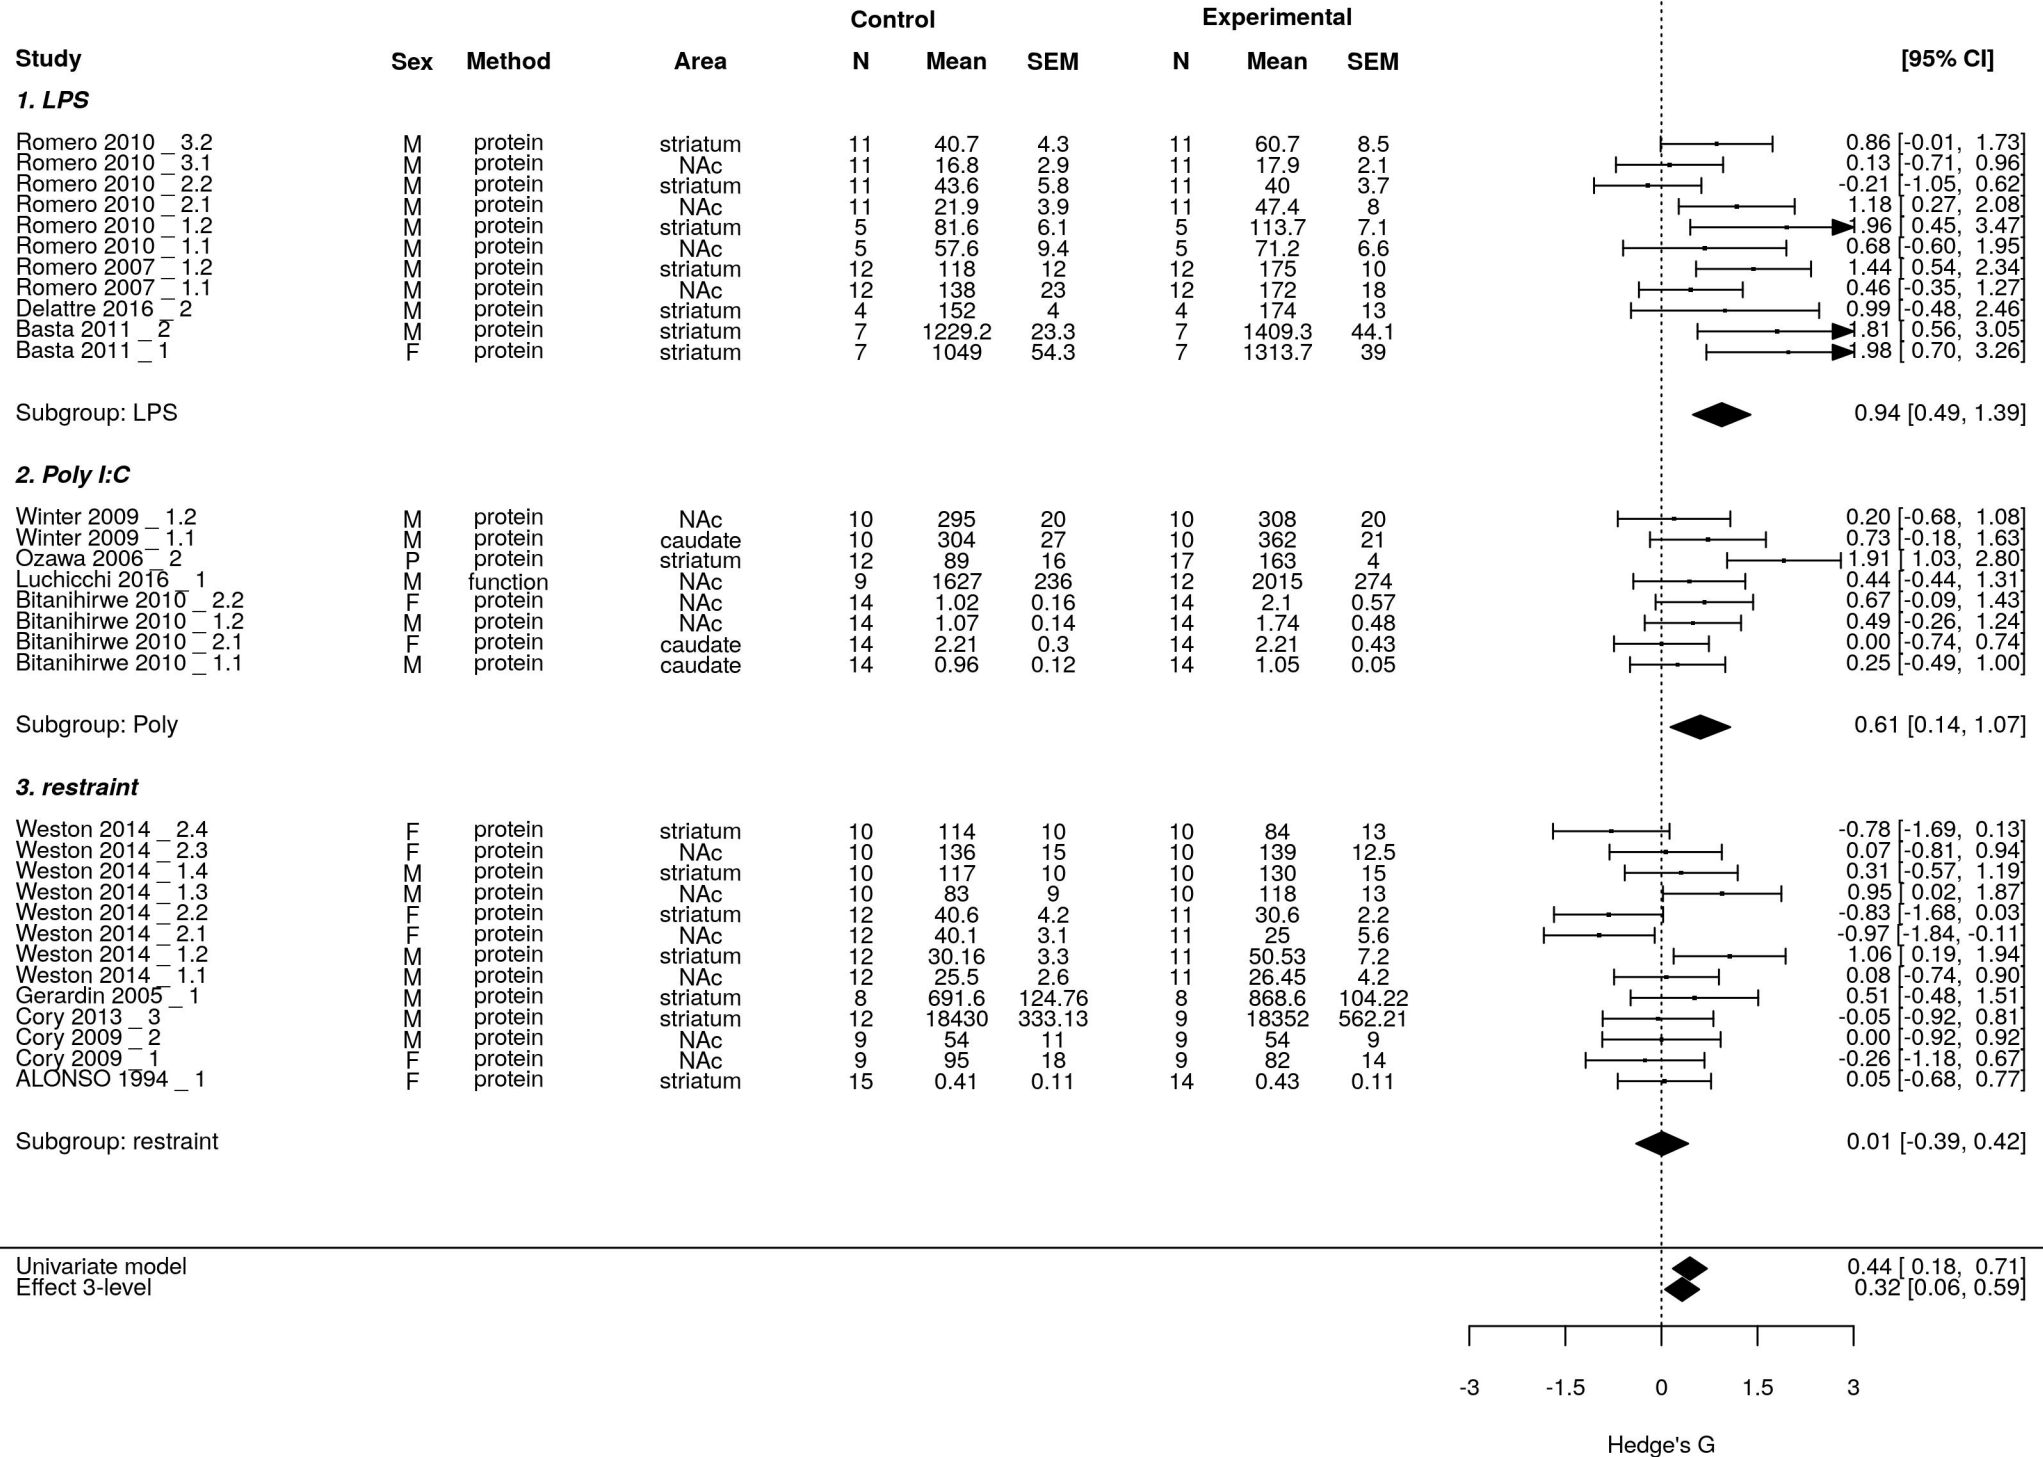 Control Experimental
Study Sex Method Area N Mean SEM N Mean SEM [95% CI]
1. LPS
Romero 2010 _ 3.2 M protein striatum 11 40.7 4.3 11 60.7 8.5 0.86 [-0.01, 1.73]
Romero 2010 _ 3.1 M protein NAc 11 16.8 2.9 11 17.9 2.1 0.13 [-0.71, 0.96]
Romero 2010 _ 2.2 M protein striatum 11 43.6 5.8 11 40 3.7 -0.21 [-1.05, 0.62]
Romero 2010 _ 2.1 M protein NAc 11 21.9 3.9 11 47.4 8 1.18 [ 0.27, 2.08]
Romero 2010 _ 1.2 M protein striatum 5 81.6 6.1 5 113.7 7.1 1.96 [ 0.45, 3.47]
Romero 2010 _ 1.1 M protein NAc 5 57.6 9.4 5 71.2 6.6 0.68 [-0.60, 1.95]
Romero 2007 _ 1.2 M protein striatum 12 118 12 12 175 10 1.44 [ 0.54, 2.34]
Romero 2007 _ 1.1 M protein NAc 12 138 23 12 172 18 0.46 [-0.35, 1.27]
Delattre 2016 _ 2 M protein striatum 4 152 4 4 174 13 0.99 [-0.48, 2.46]
Basta 2011 _ 2 M protein striatum 7 1229.2 23.3 7 1409.3 44.1 1.81 [ 0.56, 3.05]
Basta 2011 _ 1 F protein striatum 7 1049 54.3 7 1313.7 39 1.98 [ 0.70, 3.26]
Subgroup: LPS 0.94 [0.49, 1.39]
2. Poly I:C
Winter 2009 _ 1.2 M protein NAc 10 295 20 10 308 20 0.20 [-0.68, 1.08]
Winter 2009 _ 1.1 M protein caudate 10 304 27 10 362 21 0.73 [-0.18, 1.63]
Ozawa 2006 _ 2 P protein striatum 12 89 16 17 163 4 1.91 [ 1.03, 2.80]
Luchicchi 2016 _ 1 M function NAc 9 1627 236 12 2015 274 0.44 [-0.44, 1.31]
Bitanihirwe 2010 _ 2.2 F protein NAc 14 1.02 0.16 14 2.1 0.57 0.67 [-0.09, 1.43]
Bitanihirwe 2010 _ 1.2 M protein NAc 14 1.07 0.14 14 1.74 0.48 0.49 [-0.26, 1.24]
Bitanihirwe 2010 _ 2.1 F protein caudate 14 2.21 0.3 14 2.21 0.43 0.00 [-0.74, 0.74]
Bitanihirwe 2010 _ 1.1 M protein caudate 14 0.96 0.12 14 1.05 0.05 0.25 [-0.49, 1.00]
Subgroup: Poly 0.61 [0.14, 1.07]
3. restraint
Weston 2014 _ 2.4 F protein striatum 10 114 10 10 84 13 -0.78 [-1.69, 0.13]
Weston 2014 _ 2.3 F protein NAc 10 136 15 10 139 12.5 0.07 [-0.81, 0.94]
Weston 2014 _ 1.4 M protein striatum 10 117 10 10 130 15 0.31 [-0.57, 1.19]
Weston 2014 _ 1.3 M protein NAc 10 83 9 10 118 13 0.95 [ 0.02, 1.87]
Weston 2014 _ 2.2 F protein striatum 12 40.6 4.2 11 30.6 2.2 -0.83 [-1.68, 0.03]
Weston 2014 _ 2.1 F protein NAc 12 40.1 3.1 11 25 5.6 -0.97 [-1.84, -0.11]
Weston 2014 _ 1.2 M protein striatum 12 30.16 3.3 11 50.53 7.2 1.06 [ 0.19, 1.94]
Weston 2014 _ 1.1 M protein NAc 12 25.5 2.6 11 26.45 4.2 0.08 [-0.74, 0.90]
Gerardin 2005 _ 1 M protein striatum 8 691.6 124.76 8 868.6 104.22 0.51 [-0.48, 1.51]
Cory 2013 _ 3 M protein striatum 12 18430 333.13 9 18352 562.21 -0.05 [-0.92, 0.81]
Cory 2009 _ 2 M protein NAc 9 54 11 9 54 9 0.00 [-0.92, 0.92]
Cory 2009 _ 1 F protein NAc 9 95 18 9 82 14 -0.26 [-1.18, 0.67]
ALONSO 1994 _ 1 F protein striatum 15 0.41 0.11 14 0.43 0.11 0.05 [-0.68, 0.77]
Subgroup: restraint 0.01 [-0.39, 0.42]
Univariate model 0.44 [ 0.18, 0.71]
Effect 3-level 0.32 [0.06, 0.59]
-3 -1.5 0 1.5 3
Hedge's G